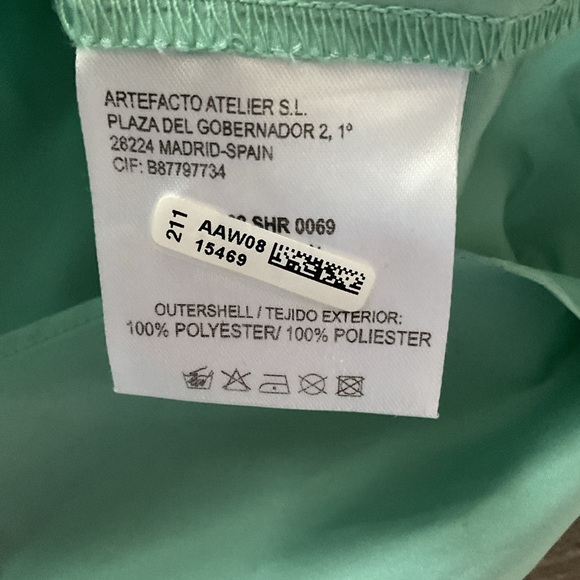 ARTEFACTO ATELIER S.L.
PLAZA DEL GOBERNADOR 2, 1º
28224 MADRID-SPAIN
CIF: B87797734
SHR 0069
211
AAW08
15469
OUTERSHELL / TEJIDO EXTERIOR:
100% POLYESTER/ 100% POLIESTER